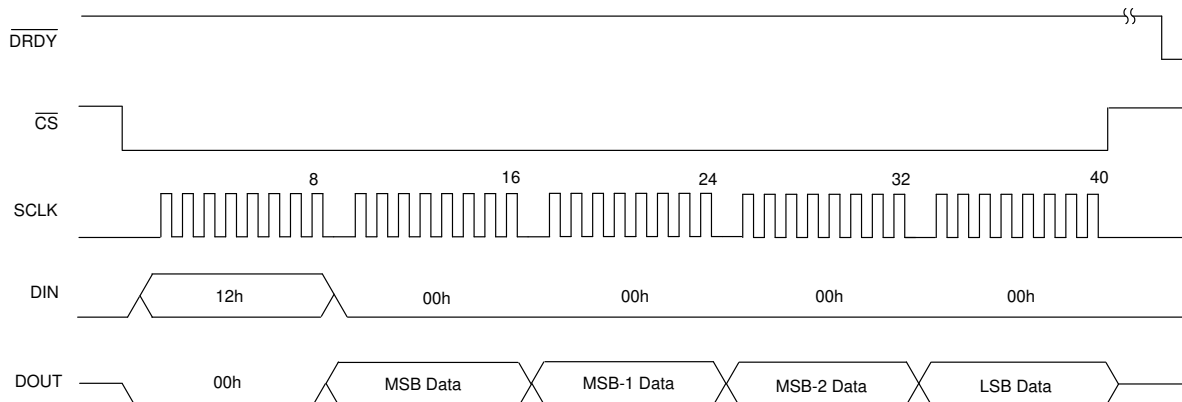 DRDY
CS
8 16 24 32 40
SCLK
DIN 12h 00h 00h 00h 00h
DOUT 00h MSB Data MSB-1 Data MSB-2 Data LSB Data